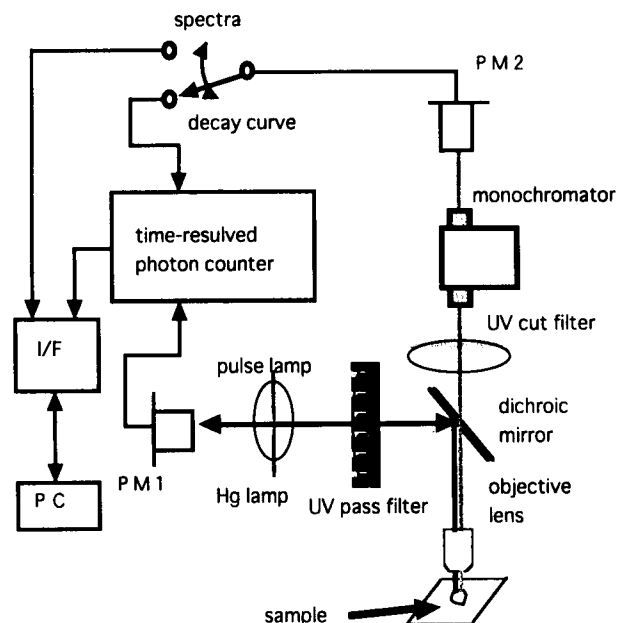 spectra
P M 2
decay curve
monochromator
time-resulved
photon counter
UV cut filter
I/F
pulse lamp
dichroic
mirror
P M 1
Hg lamp
UV pass filter
objective
lens
P C
sample